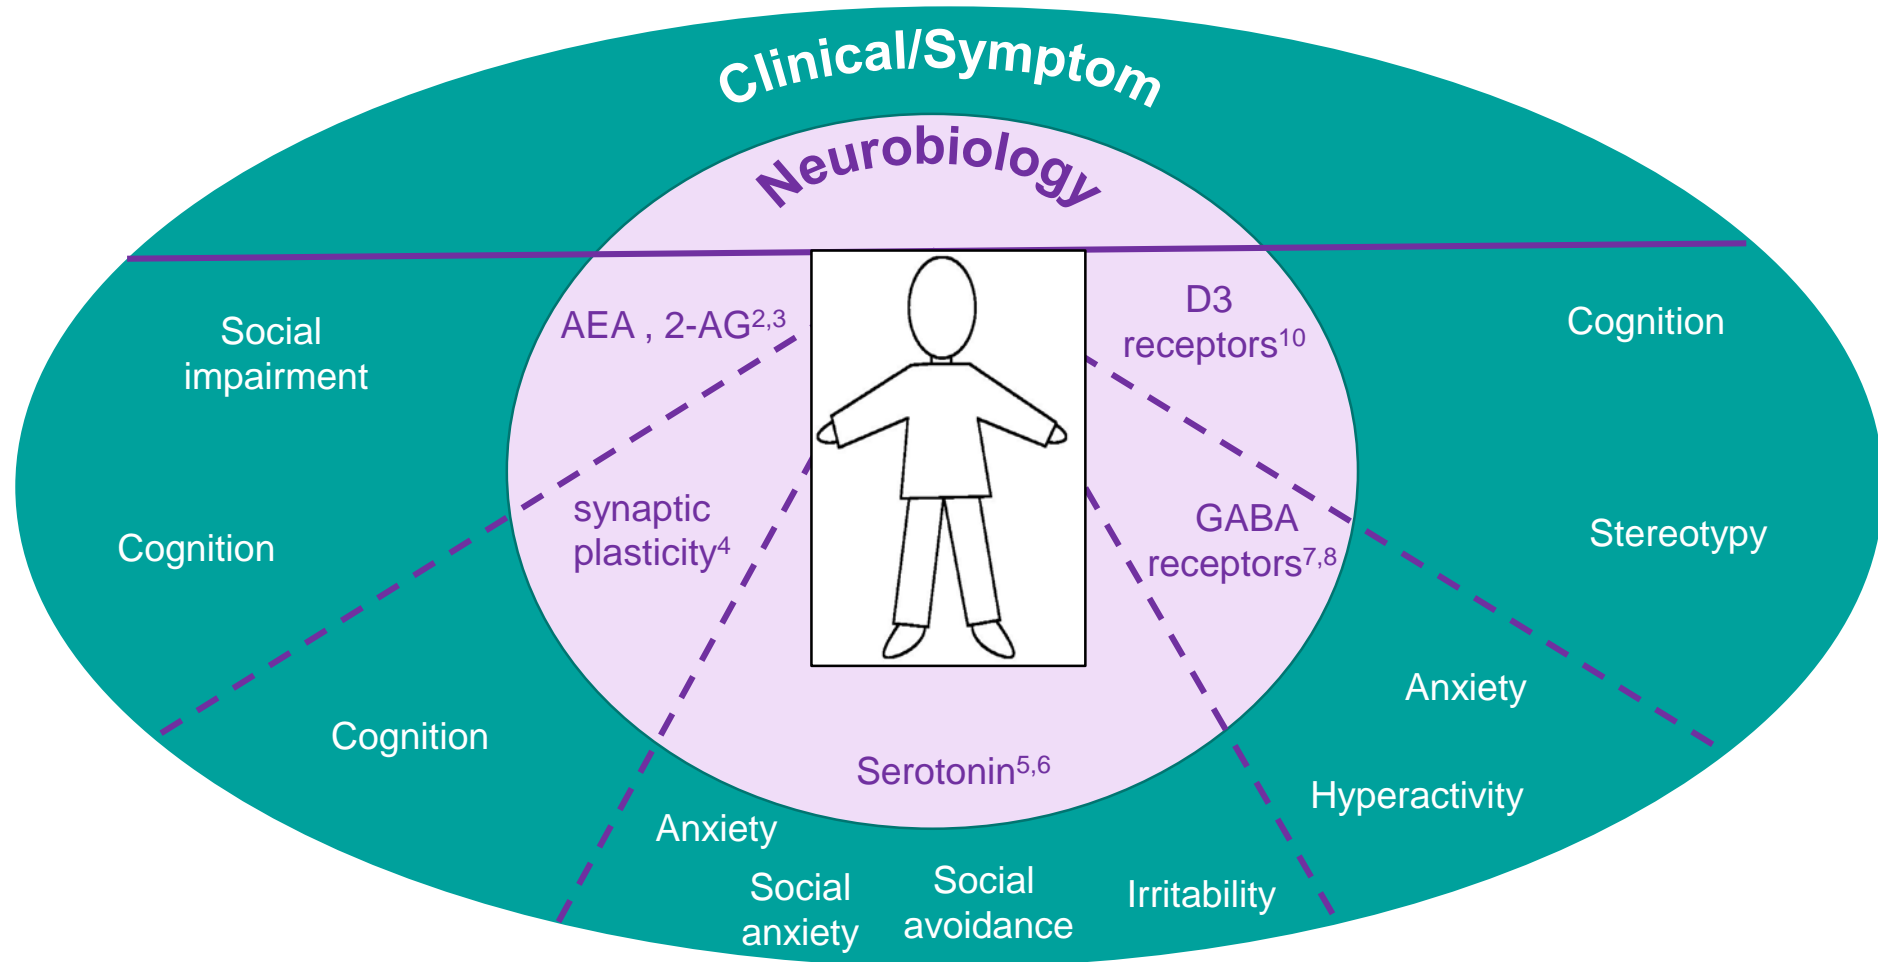 Clinical/Symptom
Neurobiology
AEA , 2-AG2,3
D3
receptors10
Social
impairment
Cognition
Cognition
synaptic
plasticity4
GABA
receptors7,8
Stereotypy
Cognition
Serotonin5,6
Anxiety
Hyperactivity
Anxiety
Social
anxiety
Social
avoidance
Irritability